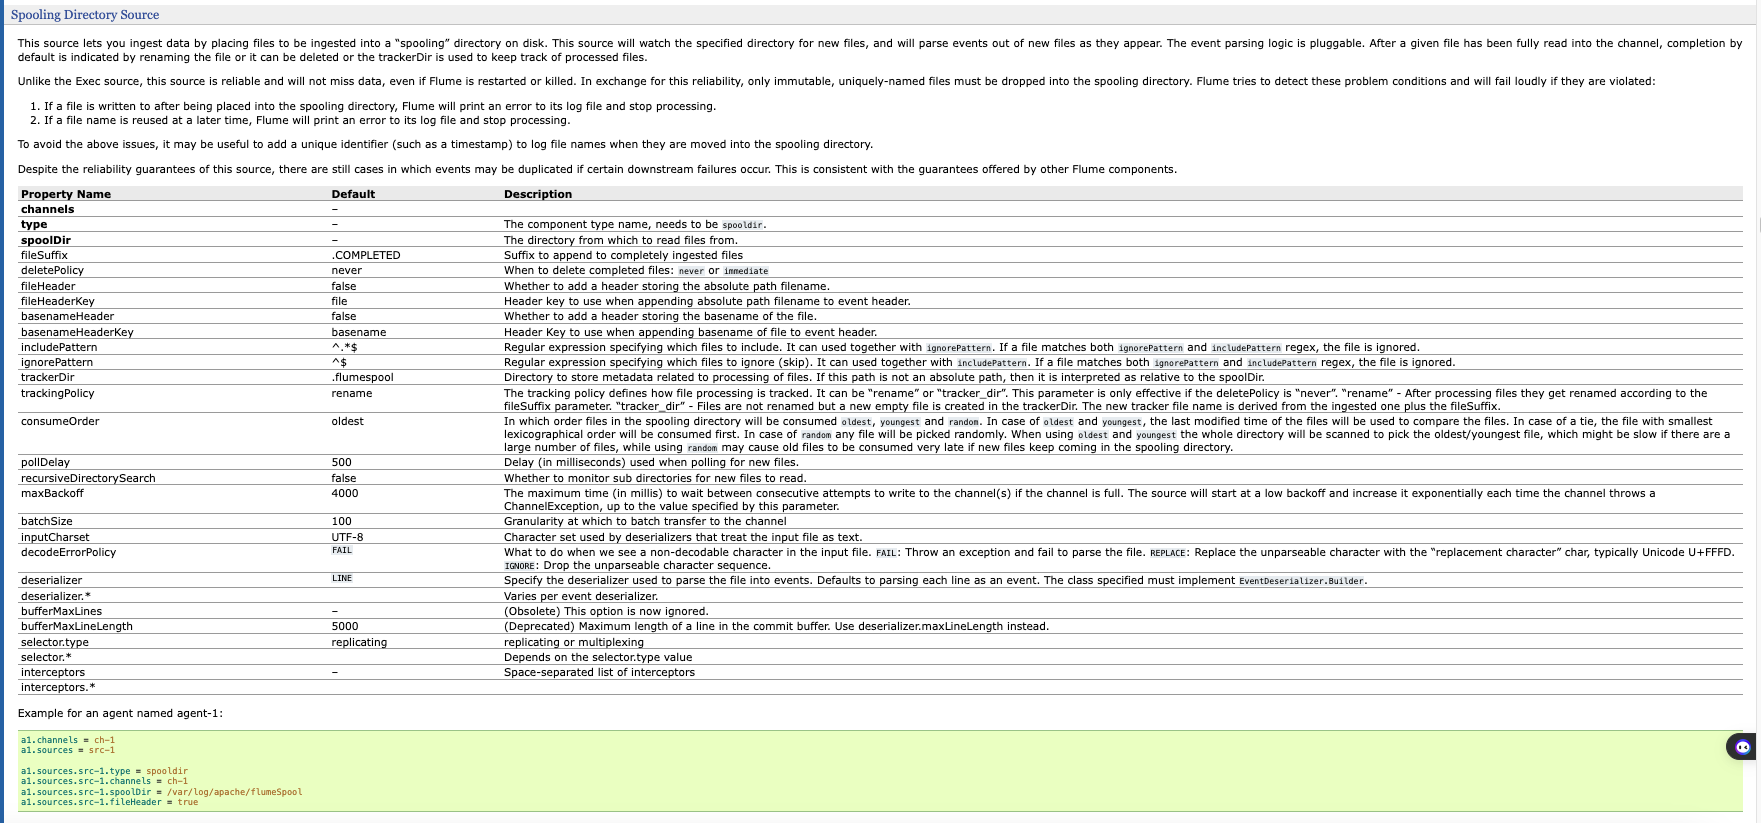 Spooling Directory Source
This source lets you ingest data by placing files to be ingested into a “spooling” directory on disk. This source will watch the specified directory for new files, and will parse events out of new files as they appear. The event parsing logic is pluggable. After a given file has been fully read into the channel, completion by
default is indicated by renaming the file or it can be deleted or the trackerDir is used to keep track of processed files.
Unlike the Exec source, this source is reliable and will not miss data, even if Flume is restarted or killed. In exchange for this reliability, only immutable, uniquely-named files must be dropped into the spooling directory. Flume tries to detect these problem conditions and will fail loudly if they are violated:
1. If a file is written to after being placed into the spooling directory, Flume will print an error to its log file and stop processing.
2. If a file name is reused at a later time, Flume will print an error to its log file and stop processing.
To avoid the above issues, it may be useful to add a unique identifier (such as a timestamp) to log file names when they are moved into the spooling directory.
Despite the reliability guarantees of this source, there are still cases in which events may be duplicated if certain downstream failures occur. This is consistent with the guarantees offered by other Flume components.
Property Name Default Description
channels –
type – The component type name, needs to be spooldir.
spoolDir – The directory from which to read files from.
fileSuffix .COMPLETED Suffix to append to completely ingested files
deletePolicy never When to delete completed files: never or immediate
fileHeader false Whether to add a header storing the absolute path filename.
fileHeaderKey file Header key to use when appending absolute path filename to event header.
basenameHeader false Whether to add a header storing the basename of the file.
basenameHeaderKey basename Header Key to use when appending basename of file to event header.
includePattern ^.*$ Regular expression specifying which files to include. It can used together with ignorePattern. If a file matches both ignorePattern and includePattern regex, the file is ignored.
ignorePattern ^$ Regular expression specifying which files to ignore (skip). It can used together with includePattern. If a file matches both ignorePattern and includePattern regex, the file is ignored.
trackerDir .flumespool Directory to store metadata related to processing of files. If this path is not an absolute path, then it is interpreted as relative to the spoolDir.
trackingPolicy rename The tracking policy defines how file processing is tracked. It can be “rename” or “tracker_dir”. This parameter is only effective if the deletePolicy is “never”. “rename” - After processing files they get renamed according to the
fileSuffix parameter. “tracker_dir” - Files are not renamed but a new empty file is created in the trackerDir. The new tracker file name is derived from the ingested one plus the fileSuffix.
consumeOrder oldest In which order files in the spooling directory will be consumed oldest, youngest and random. In case of oldest and youngest, the last modified time of the files will be used to compare the files. In case of a tie, the file with smallest
lexicographical order will be consumed first. In case of random any file will be picked randomly. When using oldest and youngest the whole directory will be scanned to pick the oldest/youngest file, which might be slow if there are a
large number of files, while using random may cause old files to be consumed very late if new files keep coming in the spooling directory.
pollDelay 500 Delay (in milliseconds) used when polling for new files.
recursiveDirectorySearch false Whether to monitor sub directories for new files to read.
maxBackoff 4000 The maximum time (in millis) to wait between consecutive attempts to write to the channel(s) if the channel is full. The source will start at a low backoff and increase it exponentially each time the channel throws a
ChannelException, up to the value specified by this parameter.
batchSize 100 Granularity at which to batch transfer to the channel
inputCharset UTF-8 Character set used by deserializers that treat the input file as text.
decodeErrorPolicy FAIL What to do when we see a non-decodable character in the input file. FAIL: Throw an exception and fail to parse the file. REPLACE: Replace the unparseable character with the “replacement character” char, typically Unicode U+FFFD.
IGNORE: Drop the unparseable character sequence.
deserializer LINE Specify the deserializer used to parse the file into events. Defaults to parsing each line as an event. The class specified must implement EventDeserializer.Builder.
deserializer.* Varies per event deserializer.
bufferMaxLines – (Obsolete) This option is now ignored.
bufferMaxLineLength 5000 (Deprecated) Maximum length of a line in the commit buffer. Use deserializer.maxLineLength instead.
selector.type replicating replicating or multiplexing
selector.* Depends on the selector.type value
interceptors – Space-separated list of interceptors
interceptors.*
Example for an agent named agent-1:
a1.channels = ch-1
a1.sources = src-1
a1.sources.src-1.type = spooldir
a1.sources.src-1.channels = ch-1
a1.sources.src-1.spoolDir = /var/log/apache/flumeSpool
a1.sources.src-1.fileHeader = true